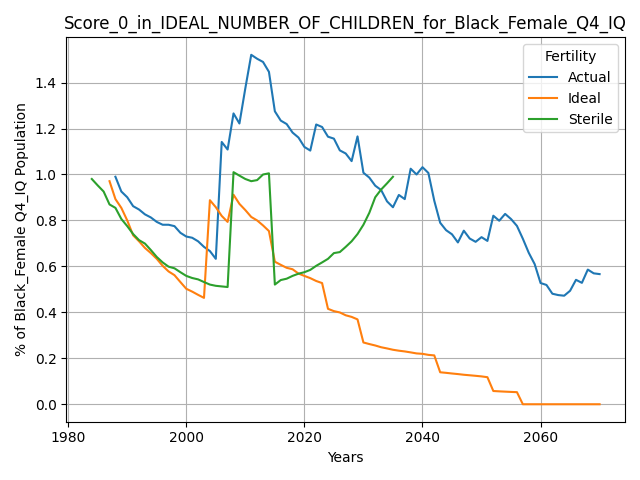 Score_0_in_IDEAL_NUMBER_OF_CHILDREN_for_Black_Female_Q4_IQ
Fertility
Actual
Ideal
Sterile
% of Black_Female Q4_IQ Population
1.4
1.2
1.0
0.8
0.6
0.4
0.2
0.0
1980 2000 2020 2040 2060
Years